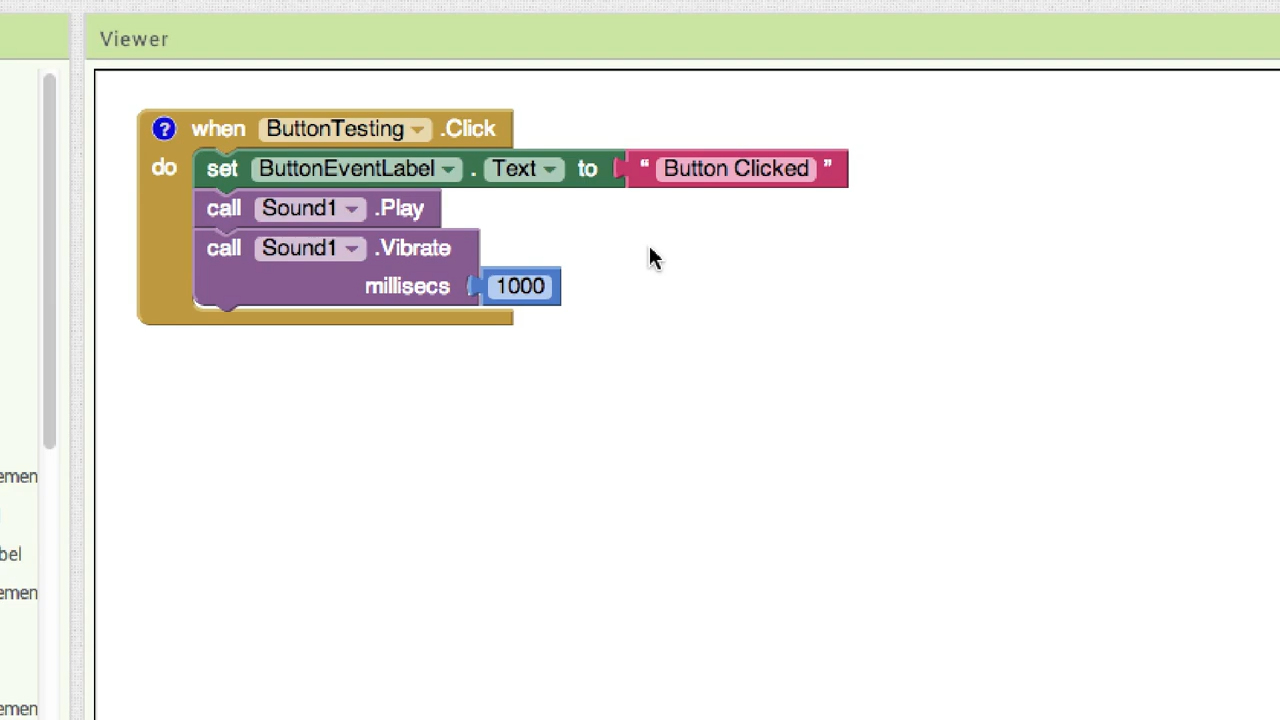 Viewer
? when ButtonTesting .Click
do set ButtonEventLabel . Text to “ Button Clicked ”
call Sound1 .Play
call Sound1 .Vibrate
millisecs 1000
emen
bel
emen
emen